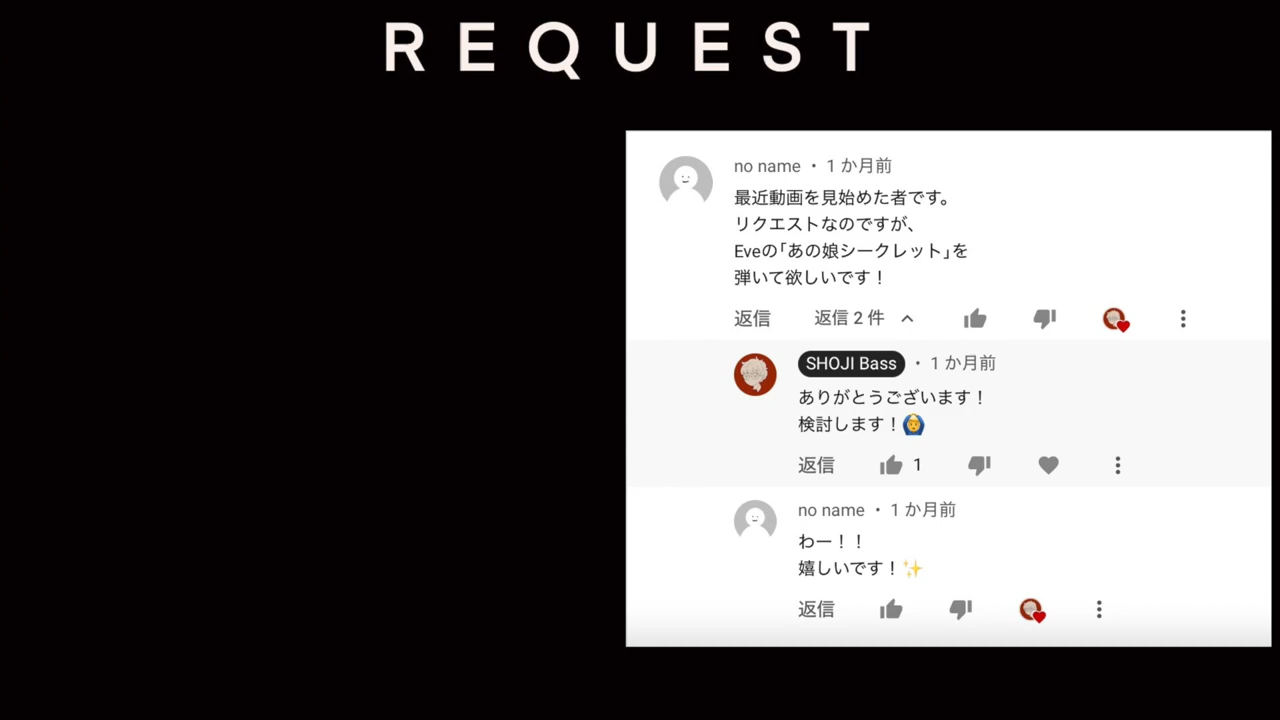 REQUEST
no name ・ 1 か月前
最近動画を見始めた者です。
リクエストなのですが、
Eveの｢あの娘シークレット｣を
弾いて欲しいです！
返信 返信 2 件
SHOJI Bass ・ 1 か月前
ありがとうございます！
検討します！🙆
返信 1
no name ・ 1 か月前
わー！！
嬉しいです！✨
返信